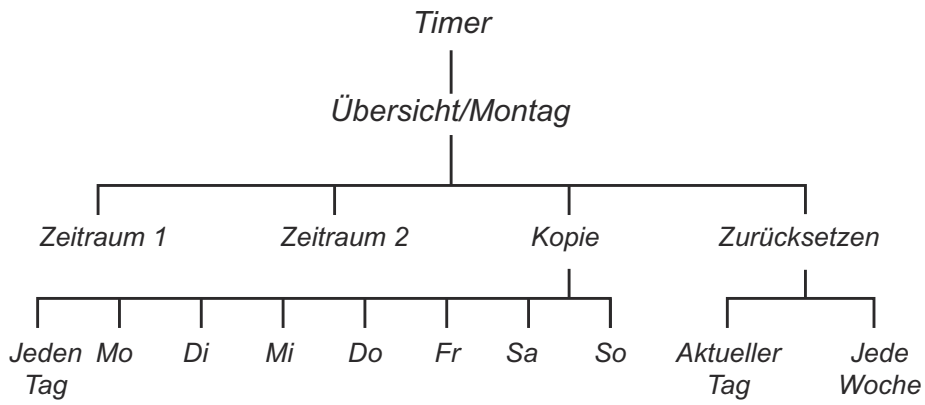 Timer
Übersicht/Montag
Zeitraum 1 Zeitraum 2 Kopie Zurücksetzen
Jeden Mo Di Mi Do Fr Sa So Aktueller Jede
Tag Tag Woche